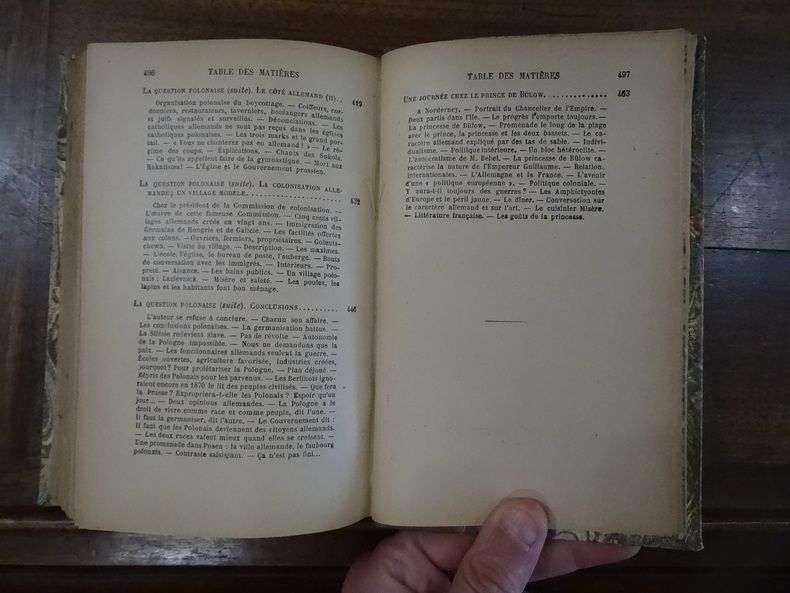 496 TABLE DES MATIÈRES
LA QUESTION POLONAISE (suite). LE CÔTÉ ALLEMAND (II).. 419
Organisation polonaise du boycottage. — Coiffeurs, cor-
donniers, restaurateurs, taverniers, boulangers allemands
et juifs signalés et surveillés. — Dénonciations. — Les
catholiques allemands ne sont pas reçus dans les églises
catholiques polonaises. — Les trois marks et le grand por-
tail. — « Vous ne chanterez pas en allemand ! » — Le ré-
gime des coups. — Explications. — Chants des Sokols.
— Ce qu'ils appellent faire de la gymnastique. — Mort aux
Hakatistes! — L'Église et le Gouvernement prussien.
LA QUESTION POLONAISE (suite). LA COLONISATION ALLE-
MANDE; UN VILLAGE MODÈLE.
Chez le président de la Commission de colonisation. —
L'œuvre de cette fameuse Commission. — Cinq cents vil-
lages allemands créés en vingt ans. — Immigration des
Germains de Hongrie et de Galicie. — Les facilités offertes
aux colons. — Ouvriers, fermiers, propriétaires. — Golents-
chewo. — Visite du village. — Description. — Les maximes.
— L'école, l'église, le bureau de poste, l'auberge. — Bouts
de conversation avec les immigrés. — Intérieurs. — Pro-
preté. — Aisance. — Les bains publics. — Un village polo-
nais : — Misère et saleté. — Les poules, les
lapins et les habitants font bon ménage.
LA QUESTION POLONAISE (suite). CONCLUSIONS.......... 446
L'auteur se refuse à conclure. — Chacun son affaire. —
Les conclusions polonaises. — La germanisation battue. —
La Silésie redevient slave. — Pas de révolte — Autonomie
de la Pologne impossible. — Nous ne demandons que la
paix. — Les fonctionnaires allemands veulent la guerre. —
Écoles ouvertes, agriculture favorisée, industries créées,
pourquoi? Pour prolétariser la Pologne. — Plan déjoué. —
Mépris des Polonais pour les parvenus. — Les Berlinois igno-
raient encore en 1870 le lit des peuples civilisés. — Que fera
la Prusse? Expropriera-t-elle les Polonais? Espoir qu'un
jour... — Deux opinions allemandes. — La Pologne a le
droit de vivre comme race et comme peuple, dit l'une. —
Il faut la germaniser, dit l'autre. — Le Gouvernement dit :
Il faut que les Polonais deviennent des citoyens allemands.
— Les deux races valent mieux quand elles se croisent. —
Une promenade dans Posen : la ville allemande, le faubourg
polonais. — Contraste saisissant. — Ça n'est pas fini...
TABLE DES MATIÈRES 497
UNE JOURNÉE CHEZ LE PRINCE DE BÜLOW. ............. 463
A Norderney. — Portrait du Chancelier de l'Empire. —
Deux partis dans l'île. — Le progrès l'emporte toujours. —
La princesse de Bülow. — Promenade le long de la plage
avec le prince, la princesse et les deux bassets. — Le ca-
ractère allemand expliqué par des tas de sable. — Indivi-
dualisme. — Politique intérieure. — Un bloc hétéroclite. —
L'autocratisme de M. Bebel. — La princesse de Bülow ca-
ractérise la nature de l'Empereur Guillaume. — Relations
internationales. — L'Allemagne et la France. — L'avenir
d'une « politique européenne ». — Politique coloniale. —
Y aura-t-il toujours des guerres? — Les Amphictyonies
d'Europe et le péril jaune. — Le dîner. — Conversation sur
le caractère allemand et sur l'art. — Le cuisinier Misère.
— Littérature française. — Les goûts de la princesse.